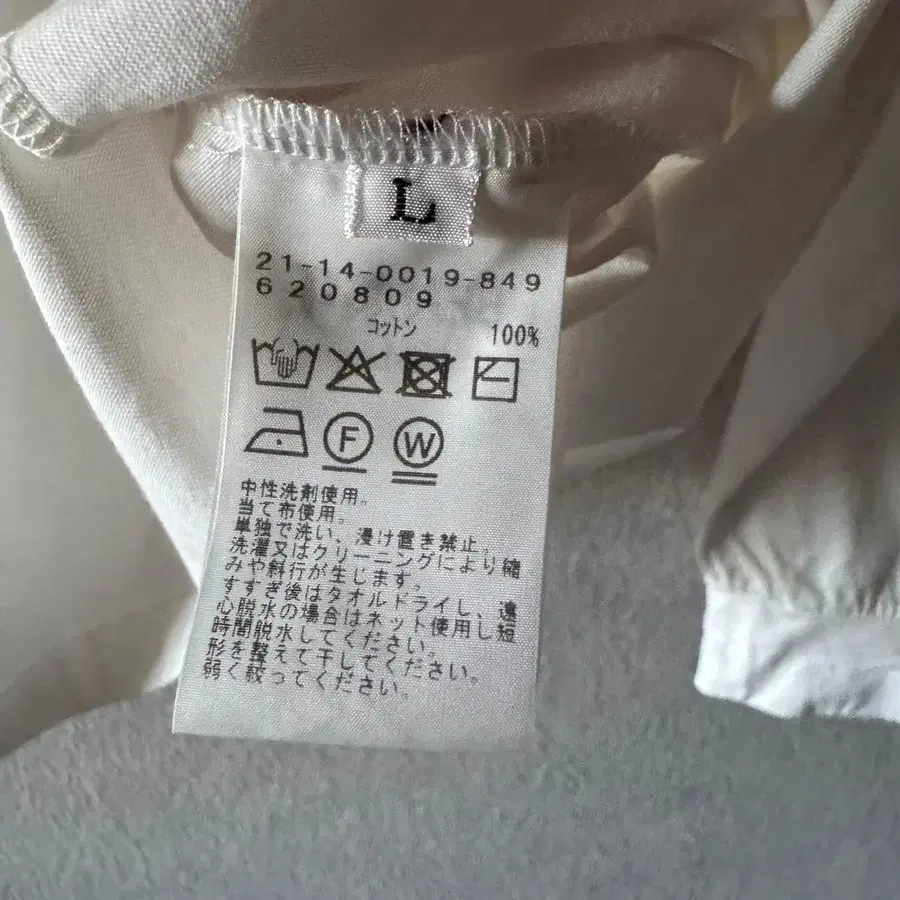 L
21-14-0019-849
620809
コットン 100%
F W
中性洗剤使用。
当て布使用。
単独で洗い、浸け置き禁止。
洗濯又はクリーニングにより縮
みや斜行が生じます。
すすぎ後はタオルドライし、遠
心脱水の場合はネット使用し短
時間脱水してください。
形を整えて干してください。
弱く絞ってください。